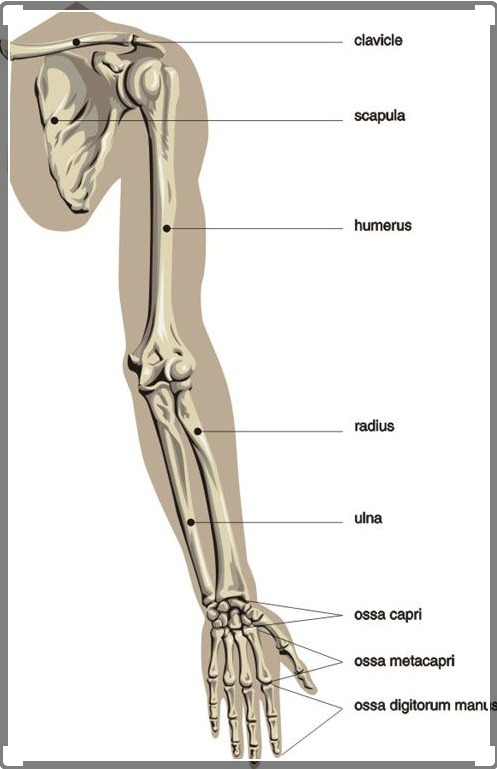 clavicle
scapula
humerus
radius
ulna
ossa capri
ossa metacapri
ossa digitorum manus